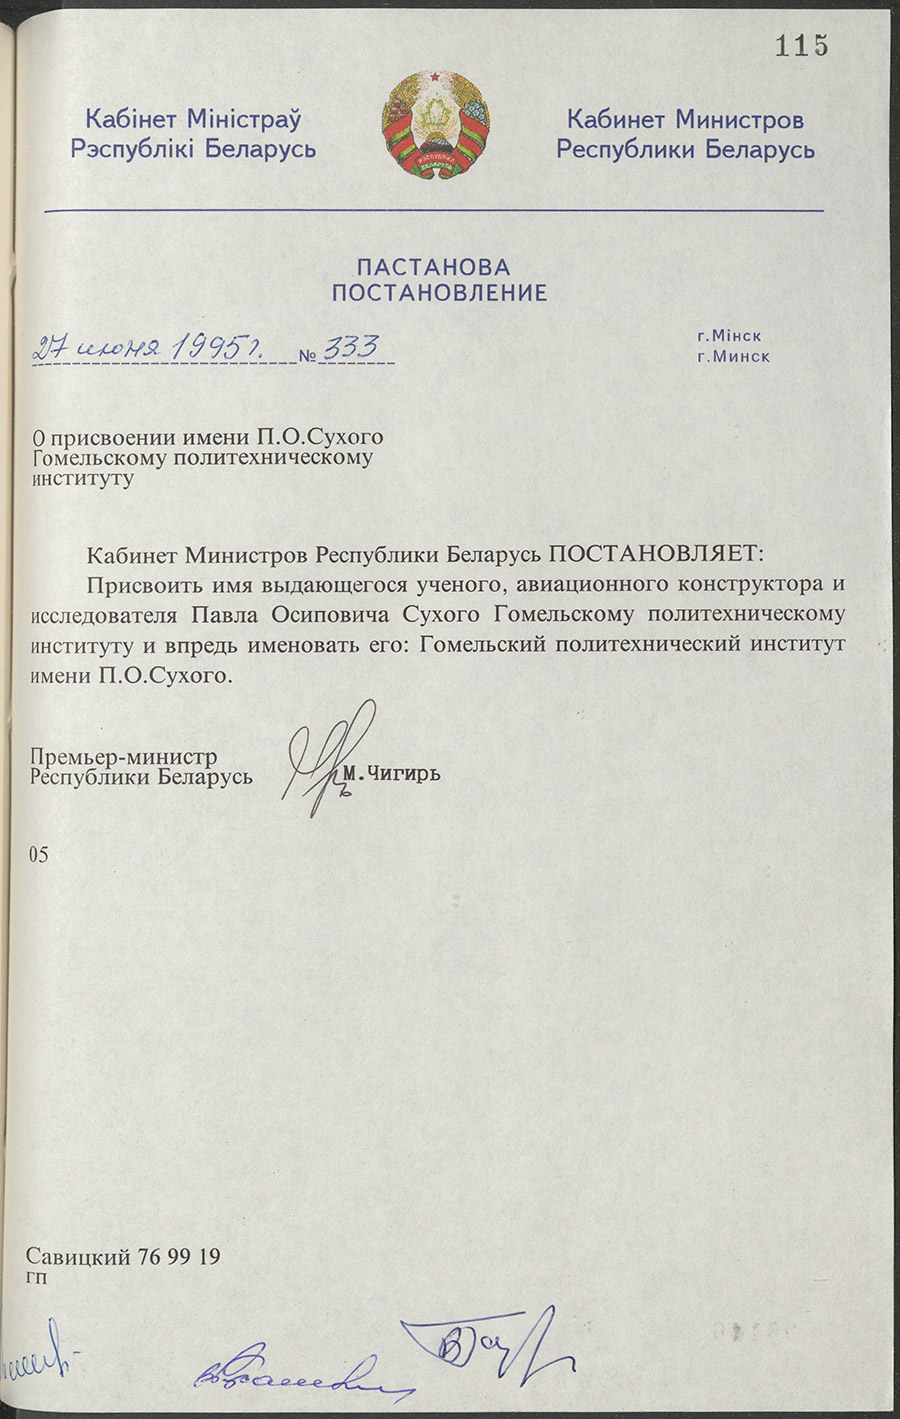 115
Кабінет Міністраў
Рэспублікі Беларусь
Кабинет Министров
Республики Беларусь
РЭСПУБЛІКА
БЕЛАРУСЬ
ПАСТАНОВА
ПОСТАНОВЛЕНИЕ
27 июня 1995 г. № 333
г.Мінск
г.Минск
О присвоении имени П.О.Сухого
Гомельскому политехническому
институту
Кабинет Министров Республики Беларусь ПОСТАНОВЛЯЕТ:
Присвоить имя выдающегося ученого, авиационного конструктора и
исследователя Павла Осиповича Сухого Гомельскому политехническому
институту и впредь именовать его: Гомельский политехнический институт
имени П.О.Сухого.
Премьер-министр
Республики Беларусь
М.Чигирь
05
Савицкий 76 99 19
гп